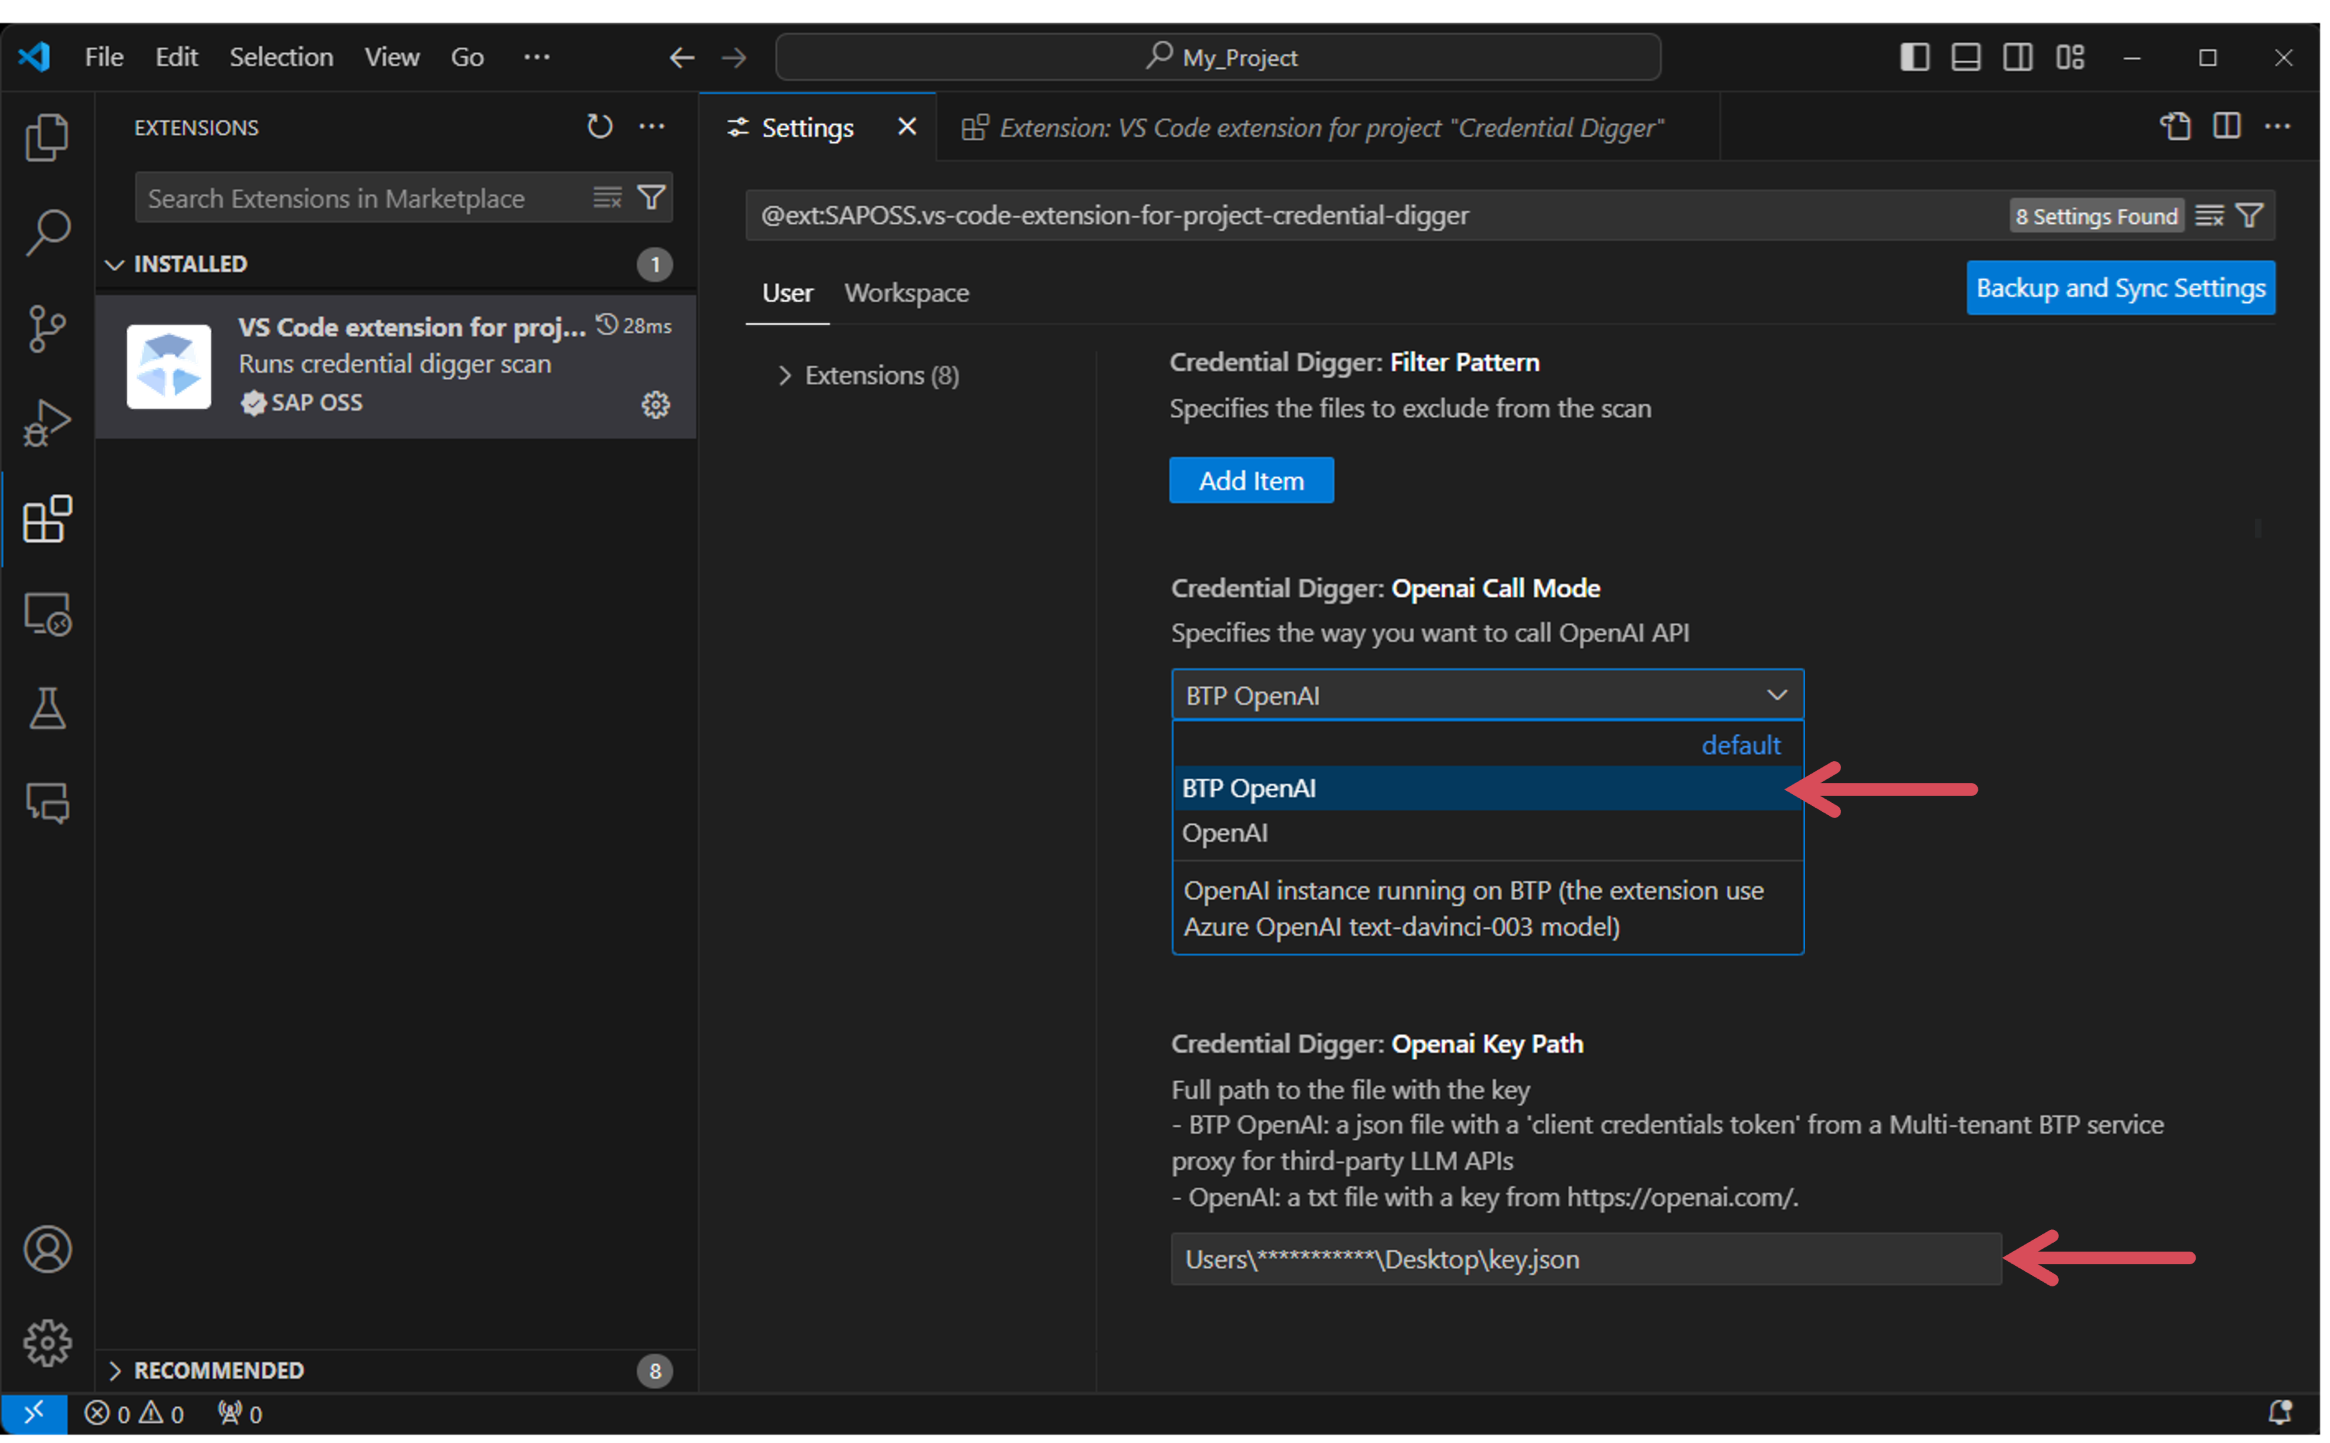 File Edit Selection View Go ···
My_Project
EXTENSIONS
Search Extensions in Marketplace
INSTALLED 1
VS Code extension for proj... 28ms
Runs credential digger scan
SAP OSS
RECOMMENDED 8
Settings
Extension: VS Code extension for project "Credential Digger"
@ext:SAPOSS.vs-code-extension-for-project-credential-digger
8 Settings Found
User Workspace
Backup and Sync Settings
Extensions (8)
Credential Digger: Filter Pattern
Specifies the files to exclude from the scan
Add Item
Credential Digger: Openai Call Mode
Specifies the way you want to call OpenAI API
BTP OpenAI
default
BTP OpenAI
OpenAI
OpenAI instance running on BTP (the extension use
Azure OpenAI text-davinci-003 model)
Credential Digger: Openai Key Path
Full path to the file with the key
- BTP OpenAI: a json file with a 'client credentials token' from a Multi-tenant BTP service
proxy for third-party LLM APIs
- OpenAI: a txt file with a key from https://openai.com/.
Users\***********\Desktop\key.json
0 0 0